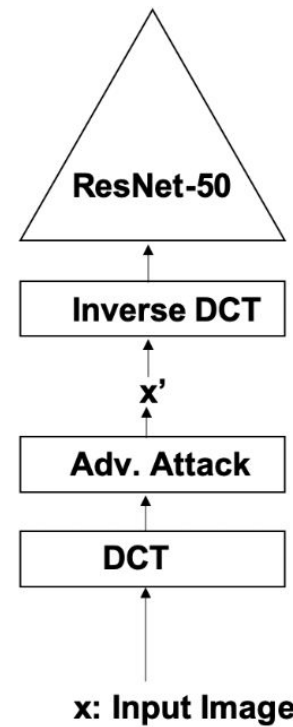 ResNet-50
Inverse DCT
x’
Adv. Attack
DCT
x: Input Image